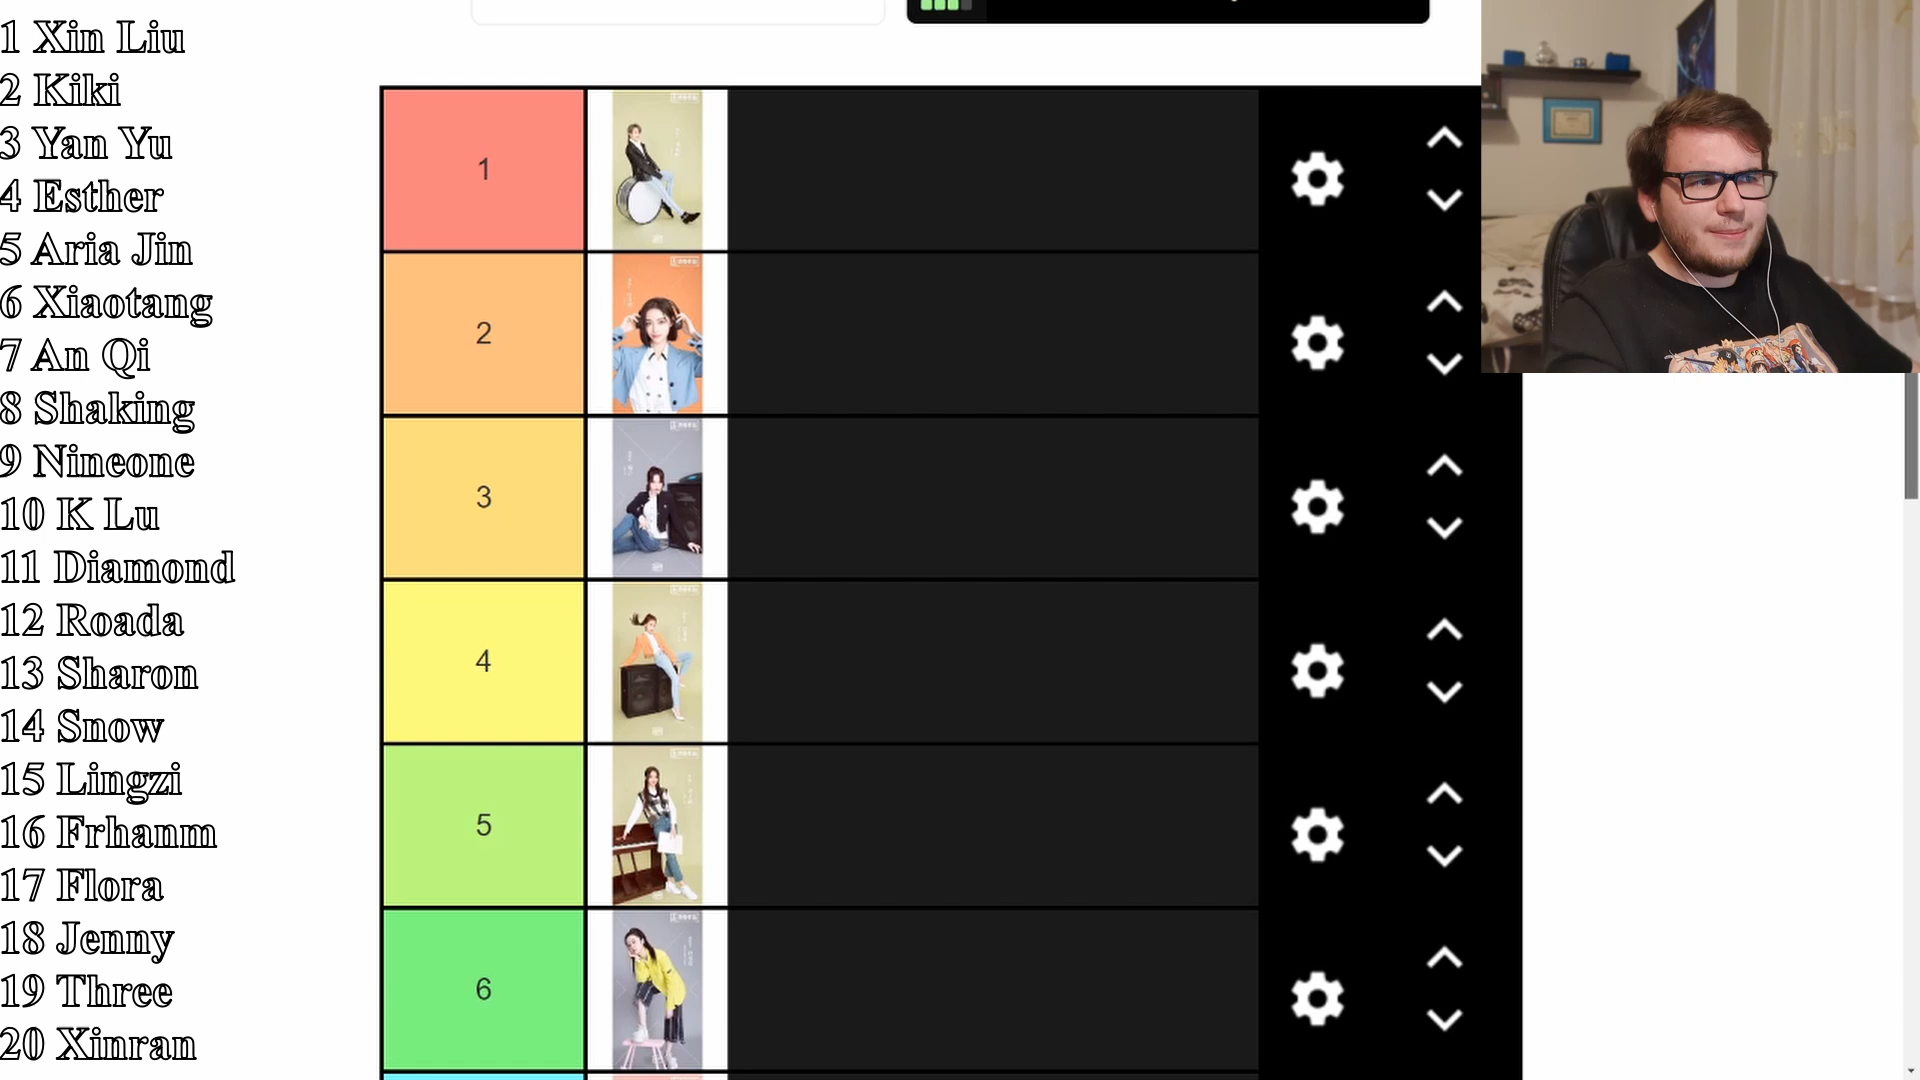 1 Xin Liu
2 Kiki
3 Yan Yu
4 Esther
5 Aria Jin
6 Xiaotang
7 An Qi
8 Shaking
9 Nineone
10 K Lu
11 Diamond
12 Roada
13 Sharon
14 Snow
15 Lingzi
16 Frhanm
17 Flora
18 Jenny
19 Three
20 Xinran
1
2
3
4
5
6